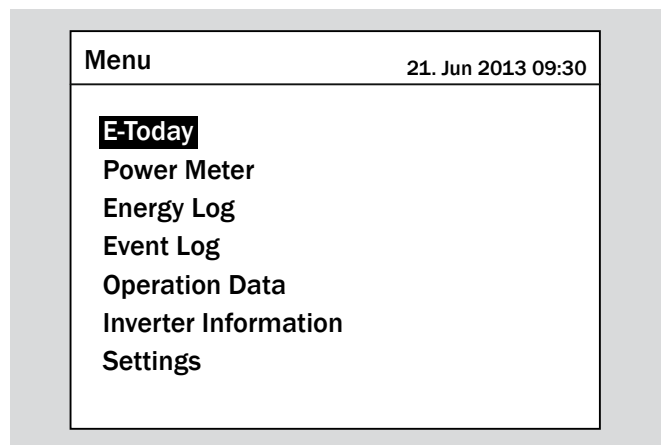 Menu
21. Jun 2013 09:30
E-Today
Power Meter
Energy Log
Event Log
Operation Data
Inverter Information
Settings